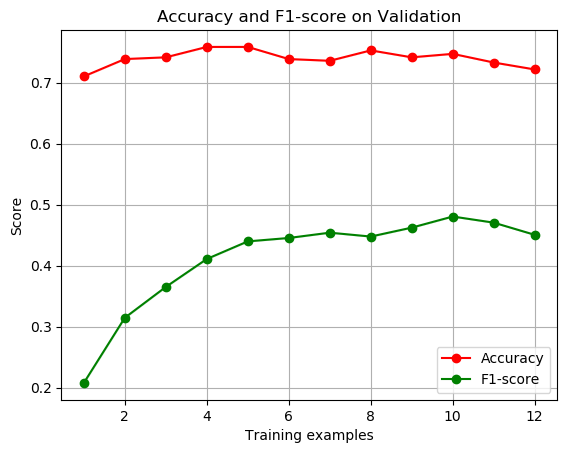 Accuracy and F1-score on Validation
0.7
0.6
0.5
0.4
0.3
0.2
Score
2 4 6 8 10 12
Training examples
Accuracy
F1-score